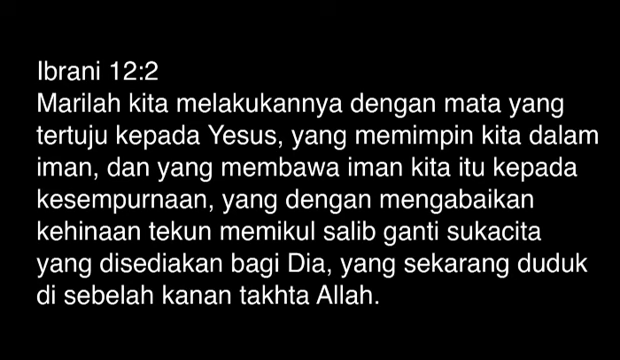 Ibrani 12:2
Marilah kita melakukannya dengan mata yang
tertuju kepada Yesus, yang memimpin kita dalam
iman, dan yang membawa iman kita itu kepada
kesempurnaan, yang dengan mengabaikan
kehinaan tekun memikul salib ganti sukacita
yang disediakan bagi Dia, yang sekarang duduk
di sebelah kanan takhta Allah.